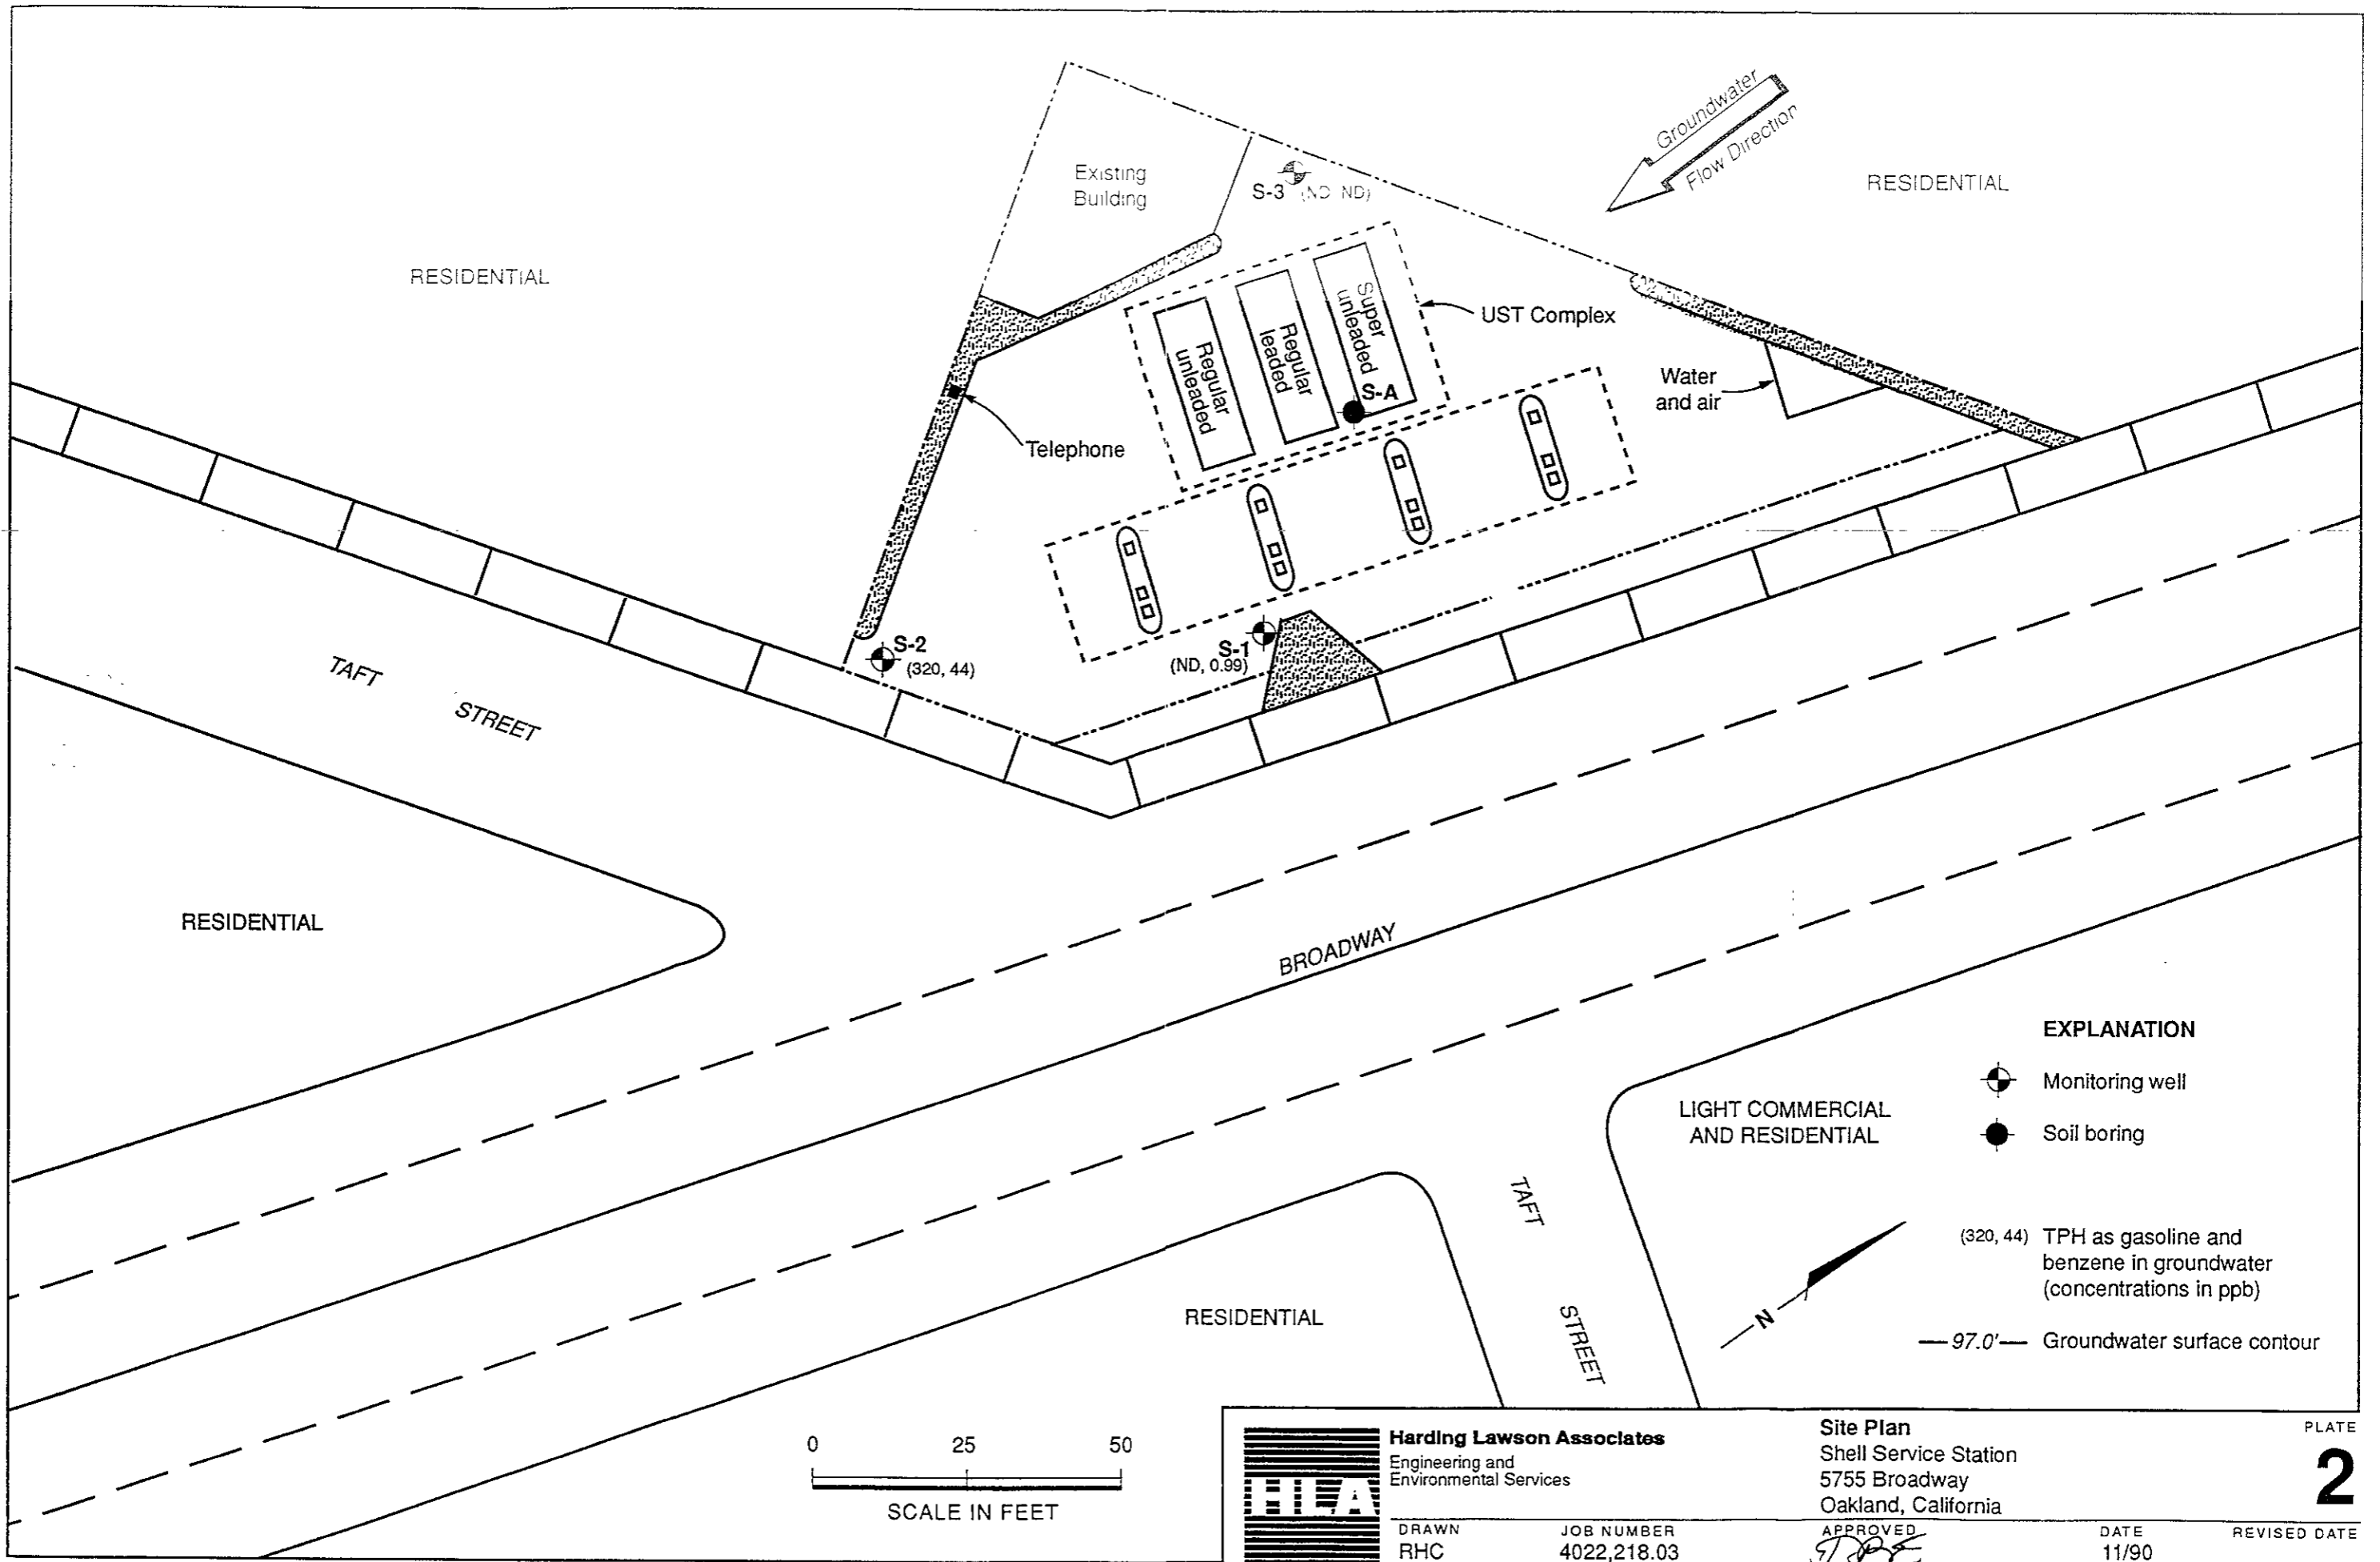 Groundwater
Flow Direction
RESIDENTIAL
Existing
Building
S-3 (ND ND)
RESIDENTIAL
UST Complex
Super
unleaded
Regular
leaded
Regular
unleaded
S-A
Water
and air
Telephone
S-2
(320, 44)
S-1
(ND, 0.99)
TAFT
STREET
RESIDENTIAL
BROADWAY
EXPLANATION
Monitoring well
Soil boring
LIGHT COMMERCIAL
AND RESIDENTIAL
TAFT
STREET
(320, 44) TPH as gasoline and
benzene in groundwater
(concentrations in ppb)
N
— 97.0' — Groundwater surface contour
RESIDENTIAL
0 25 50
SCALE IN FEET
HLA
Harding Lawson Associates
Engineering and
Environmental Services
Site Plan
Shell Service Station
5755 Broadway
Oakland, California
PLATE
2
DRAWN JOB NUMBER APPROVED DATE REVISED DATE
RHC 4022,218.03 11/90